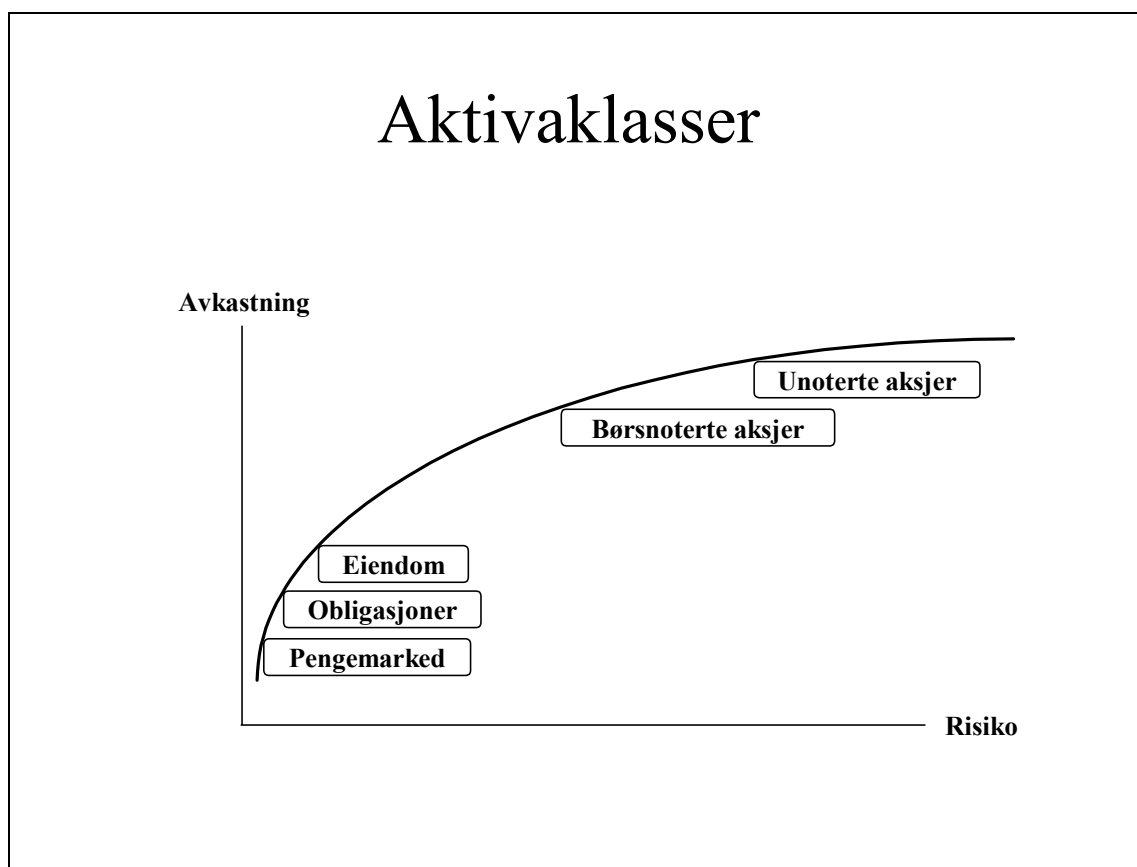 Aktivaklasser
Avkastning
Unoterte aksjer
Børsnoterte aksjer
Eiendom
Obligasjoner
Pengemarked
Risiko